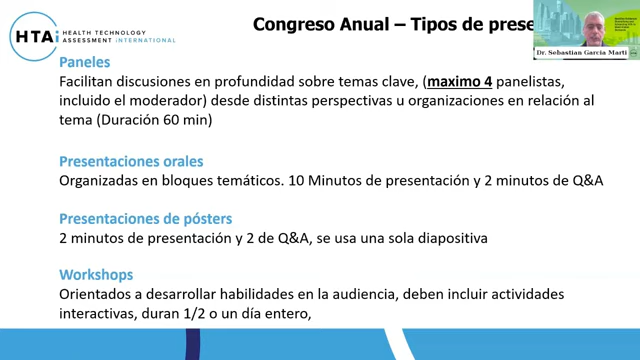 HTAi
HEALTH TECHNOLOGY
ASSESSMENT INTERNATIONAL
Congreso Anual – Tipos de prese
Dr. Sebastian García Martí
Paneles
Facilitan discusiones en profundidad sobre temas clave, (maximo 4 panelistas,
incluido el moderador) desde distintas perspectivas u organizaciones en relación al
tema (Duración 60 min)
Presentaciones orales
Organizadas en bloques temáticos. 10 Minutos de presentación y 2 minutos de Q&A
Presentaciones de pósters
2 minutos de presentación y 2 de Q&A, se usa una sola diapositiva
Workshops
Orientados a desarrollar habilidades en la audiencia, deben incluir actividades
interactivas, duran 1/2 o un día entero,